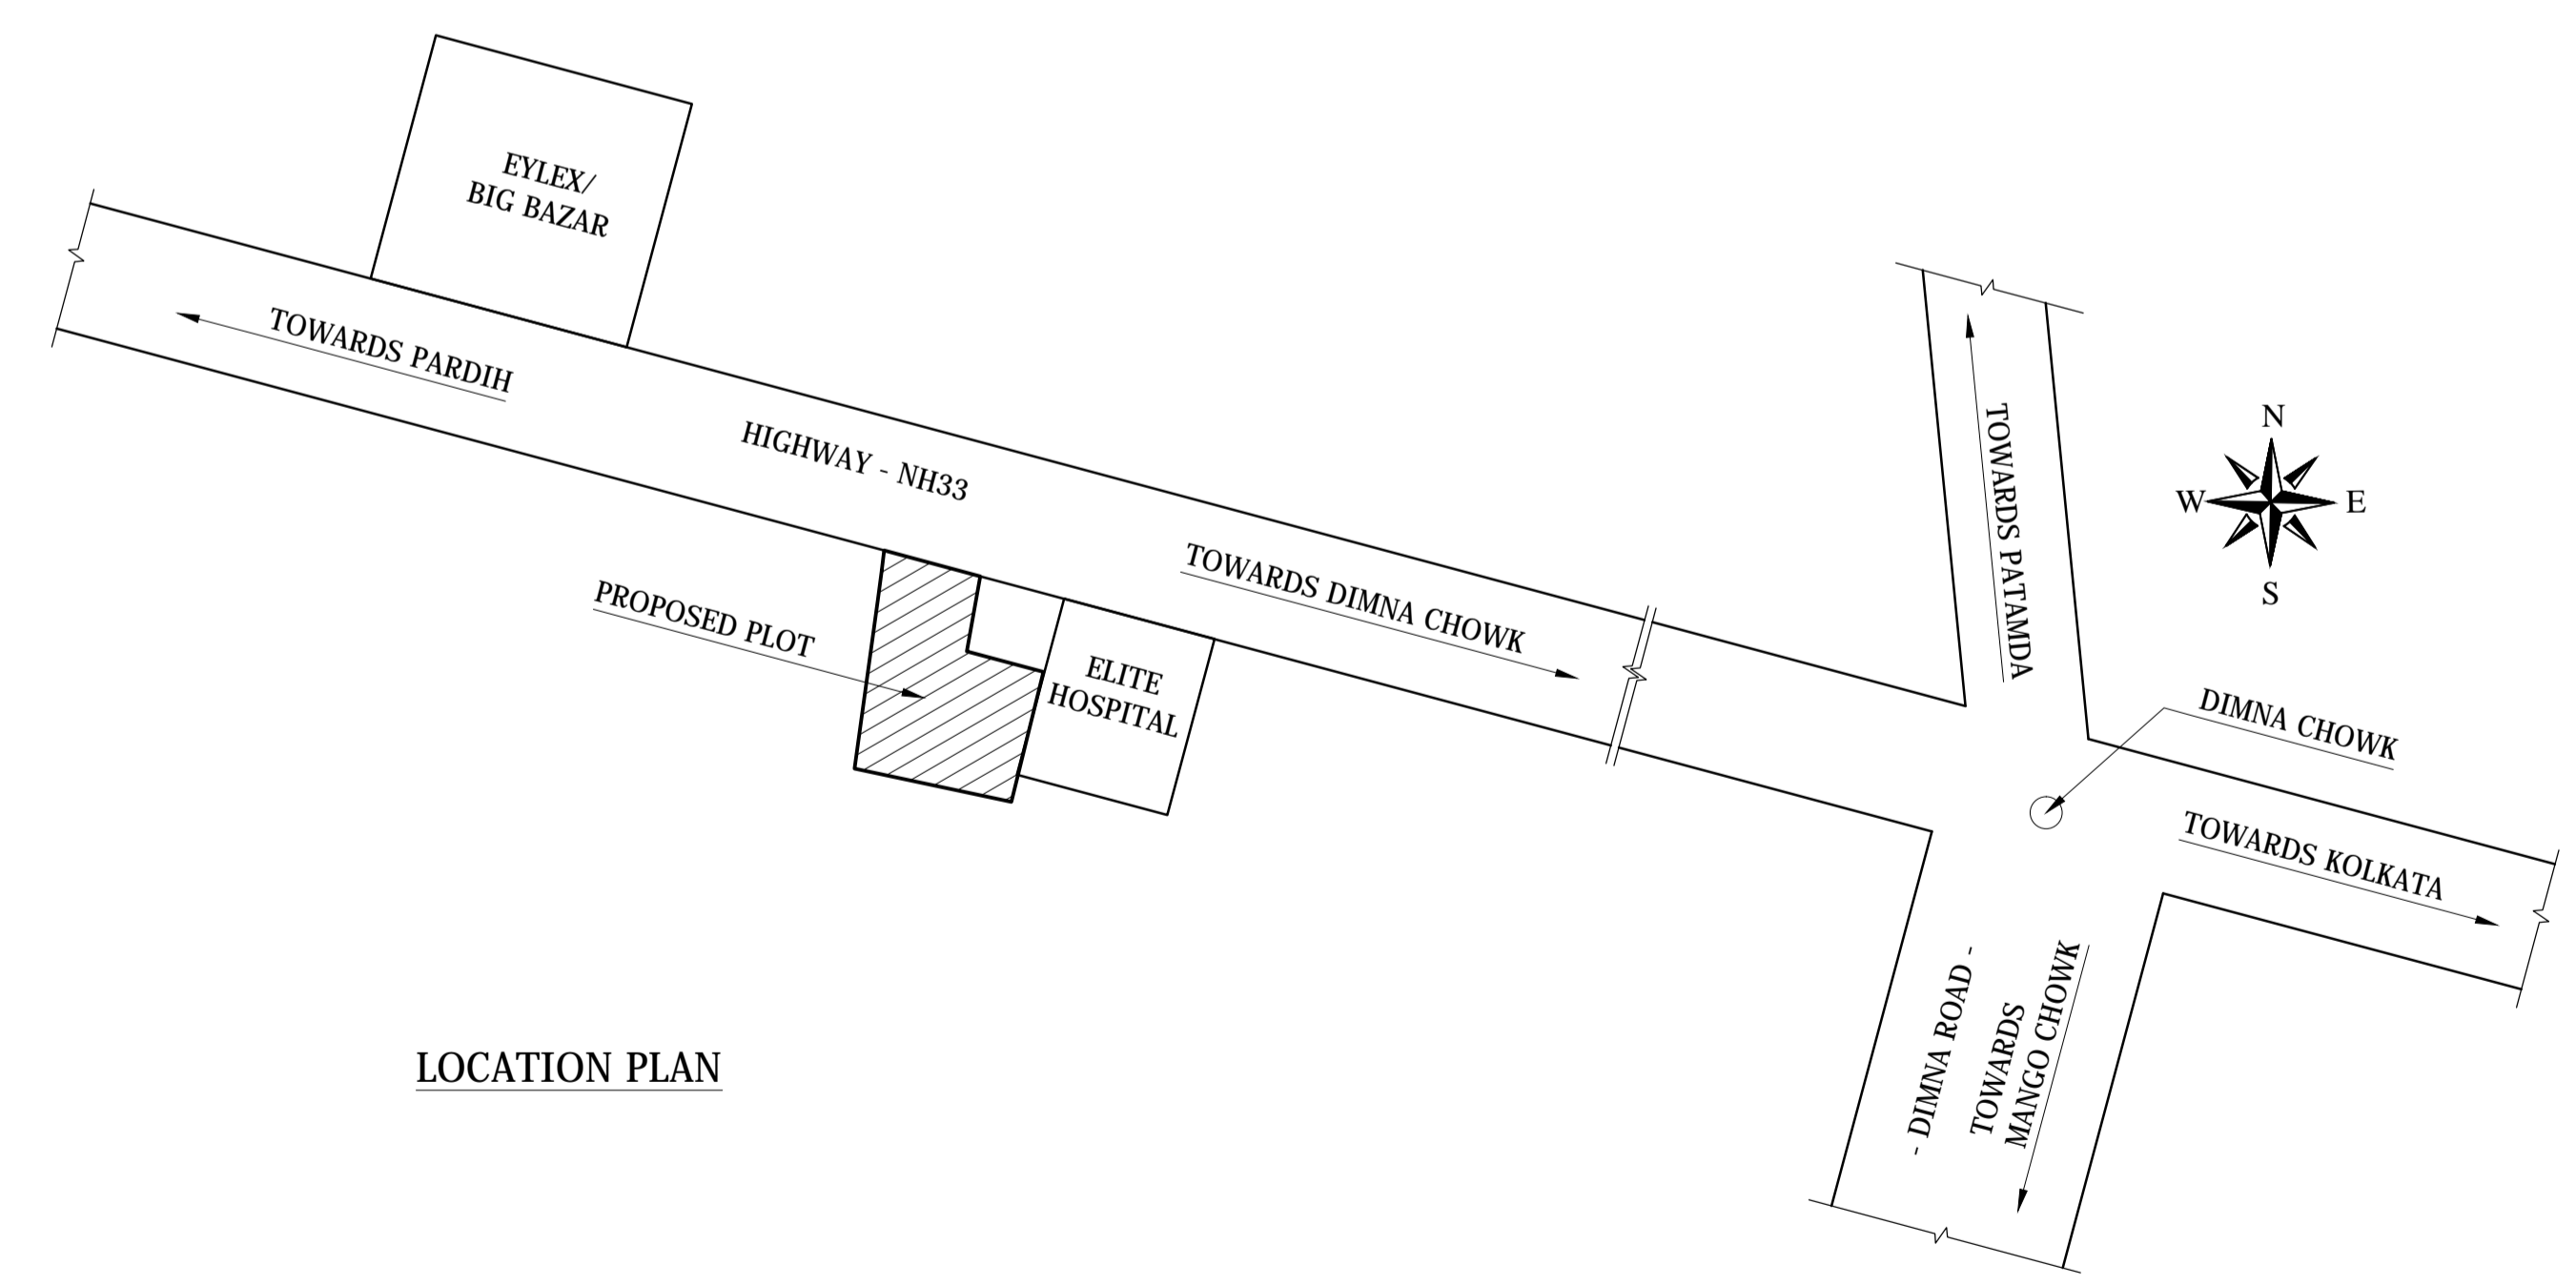 EYLEX/
BIG BAZAR
TOWARDS PARDIH
HIGHWAY - NH33
TOWARDS PATAMDA
N
W
E
S
TOWARDS DIMNA CHOWK
PROPOSED PLOT
ELITE
HOSPITAL
DIMNA CHOWK
TOWARDS KOLKATA
- DIMNA ROAD -
TOWARDS
MANGO CHOWK
LOCATION PLAN